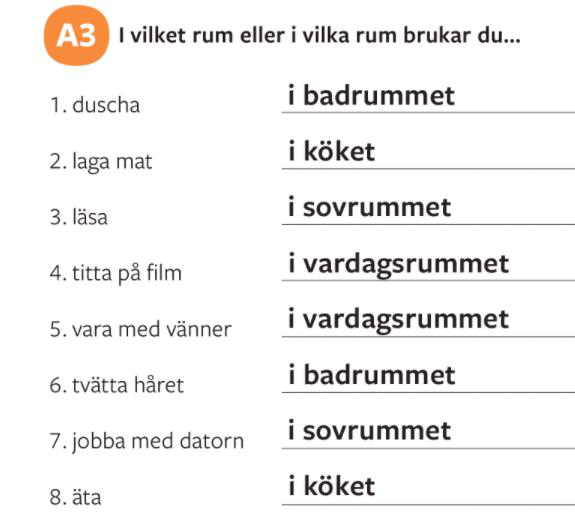 A3 I vilket rum eller i vilka rum brukar du...
1. duscha i badrummet
2. laga mat i köket
3. läsa i sovrummet
4. titta på film i vardagsrummet
5. vara med vänner i vardagsrummet
6. tvätta håret i badrummet
7. jobba med datorn i sovrummet
8. äta i köket